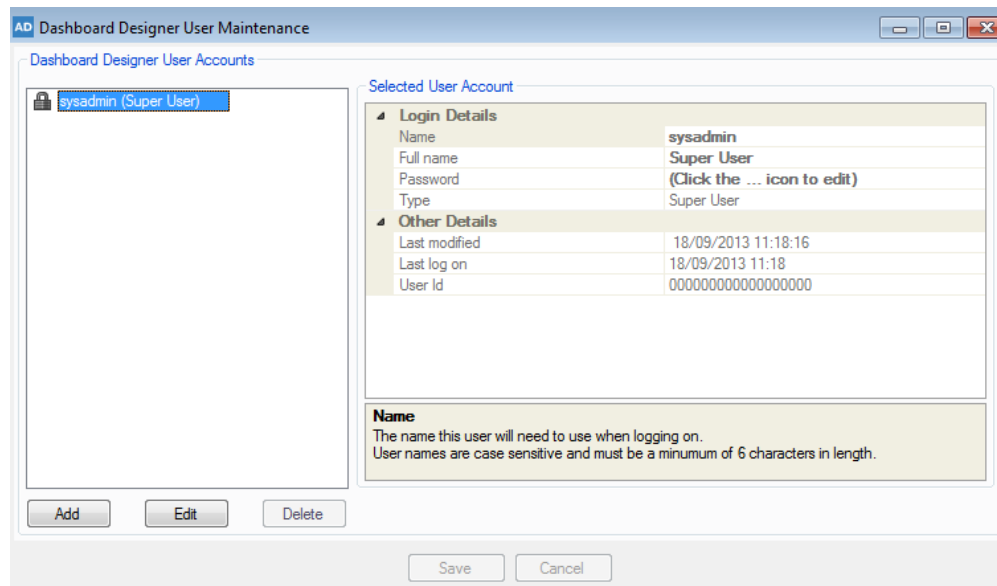 AD Dashboard Designer User Maintenance
Dashboard Designer User Accounts
sysadmin (Super User)
Selected User Account
Login Details
Name sysadmin
Full name Super User
Password (Click the ... icon to edit)
Type Super User
Other Details
Last modified 18/09/2013 11:18:16
Last log on 18/09/2013 11:18
User Id 000000000000000000
Name
The name this user will need to use when logging on.
User names are case sensitive and must be a minumum of 6 characters in length.
Add Edit Delete
Save Cancel